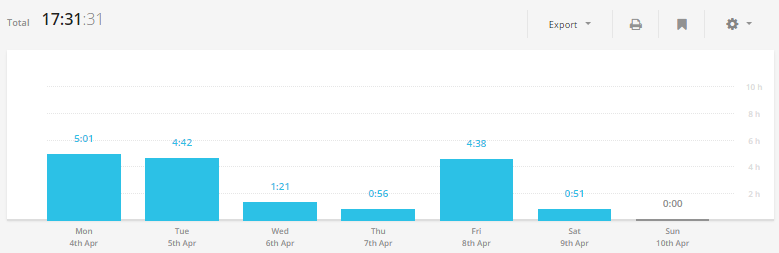 Total 17:31:31 Export
10 h
8 h
6 h
4 h
2 h
5:01 4:42 1:21 0:56 4:38 0:51 0:00
Mon Tue Wed Thu Fri Sat Sun
4th Apr 5th Apr 6th Apr 7th Apr 8th Apr 9th Apr 10th Apr